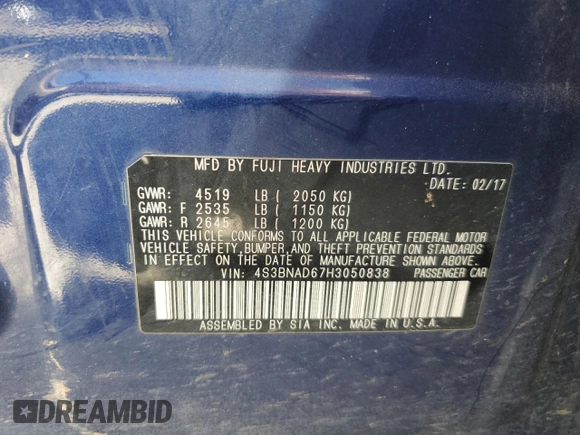 MFD BY FUJI HEAVY INDUSTRIES LTD.
DATE: 02/17
GVWR: 4519 LB ( 2050 KG)
GAWR: F 2535 LB ( 1150 KG)
GAWR: R 2645 LB ( 1200 KG)
THIS VEHICLE CONFORMS TO ALL APPLICABLE FEDERAL MOTOR
VEHICLE SAFETY,BUMPER,AND THEFT PREVENTION STANDARDS
IN EFFECT ON THE DATE OF MANUFACTURE SHOWN ABOVE.
VIN: 4S3BNAD67H3050838 PASSENGER CAR
ASSEMBLED BY SIA INC. MADE IN U.S.A.
DREAMBID